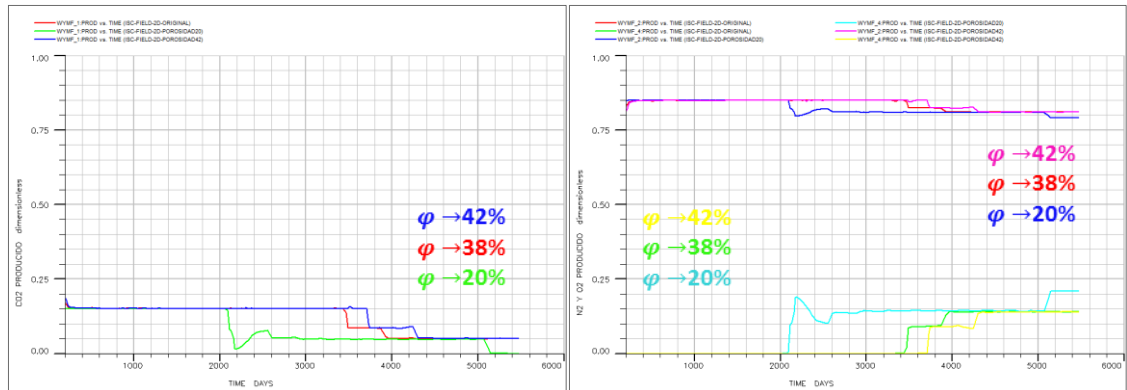 WYMF_1:PROD vs. TIME (ISC-FIELD-2D-ORIGINAL)
WYMF_1:PROD vs. TIME (ISC-FIELD-2D-POROSIDAD20)
WYMF_1:PROD vs. TIME (ISC-FIELD-2D-POROSIDAD42)
1.00
0.75
0.50
0.25
0.00
CO2 PRODUCIDO dimensionless
φ →42%
φ →38%
φ →20%
1000
2000
3000
4000
5000
6000
TIME DAYS
WYMF_2:PROD vs. TIME (ISC-FIELD-2D-ORIGINAL)
WYMF_4:PROD vs. TIME (ISC-FIELD-2D-ORIGINAL)
WYMF_2:PROD vs. TIME (ISC-FIELD-2D-POROSIDAD20)
WYMF_4:PROD vs. TIME (ISC-FIELD-2D-POROSIDAD20)
WYMF_2:PROD vs. TIME (ISC-FIELD-2D-POROSIDAD42)
WYMF_4:PROD vs. TIME (ISC-FIELD-2D-POROSIDAD42)
1.00
0.75
0.50
0.25
0.00
N2 Y O2 PRODUCIDO dimensionless
φ →42%
φ →38%
φ →20%
φ →42%
φ →38%
φ →20%
1000
2000
3000
4000
5000
6000
TIME DAYS